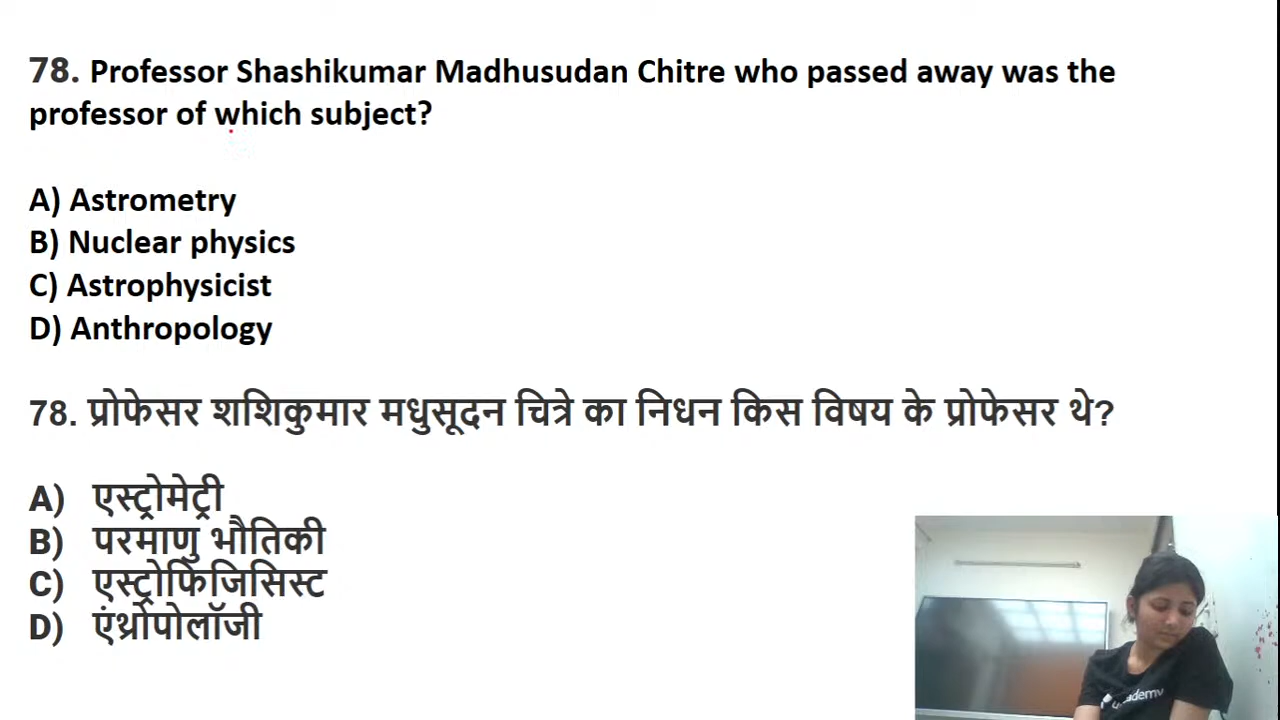 78. Professor Shashikumar Madhusudan Chitre who passed away was the
professor of which subject?
A) Astrometry
B) Nuclear physics
C) Astrophysicist
D) Anthropology
78. प्रोफेसर शशिकुमार मधुसूदन चित्रे का निधन किस विषय के प्रोफेसर थे?
A) एस्ट्रोमेट्री
B) परमाणु भौतिकी
C) एस्ट्रोफिजिसिस्ट
D) एंथ्रोपोलॉजी